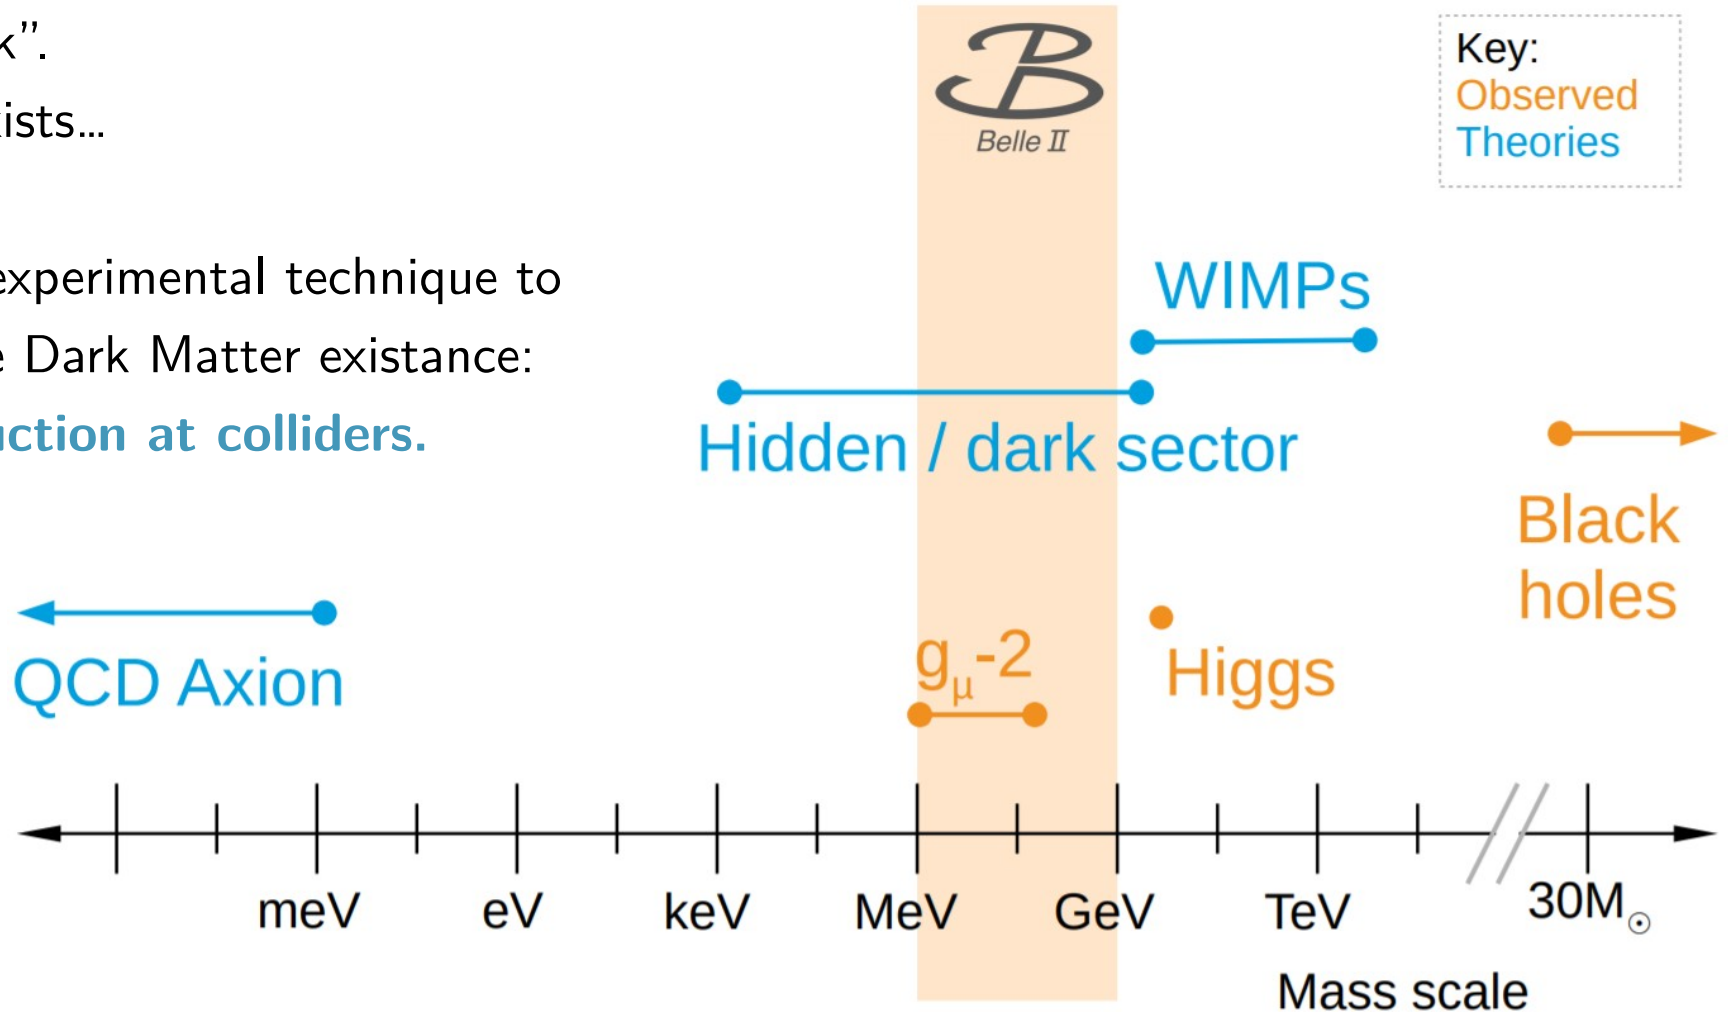 k”.
xists...
experimental technique to
e Dark Matter existance:
uction at colliders.
Belle II
Key:
Observed
Theories
WIMPs
Hidden / dark sector
Black
holes
QCD Axion
gμ-2
Higgs
meV eV keV MeV GeV TeV 30M☉
Mass scale